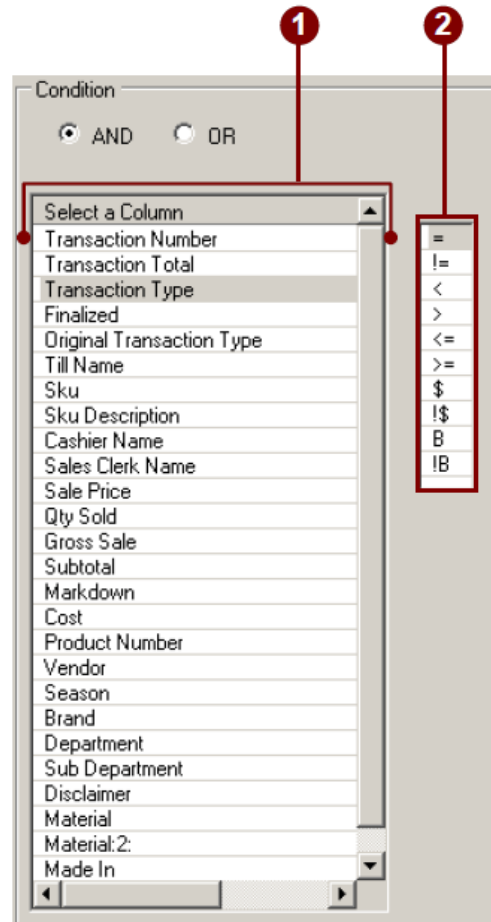 1 2
Condition
AND OR
Select a Column
Transaction Number
Transaction Total
Transaction Type
Finalized
Original Transaction Type
Till Name
Sku
Sku Description
Cashier Name
Sales Clerk Name
Sale Price
Qty Sold
Gross Sale
Subtotal
Markdown
Cost
Product Number
Vendor
Season
Brand
Department
Sub Department
Disclaimer
Material
Material:2:
Made In
=
!=
<
>
<=
>=
$
!$
B
!B